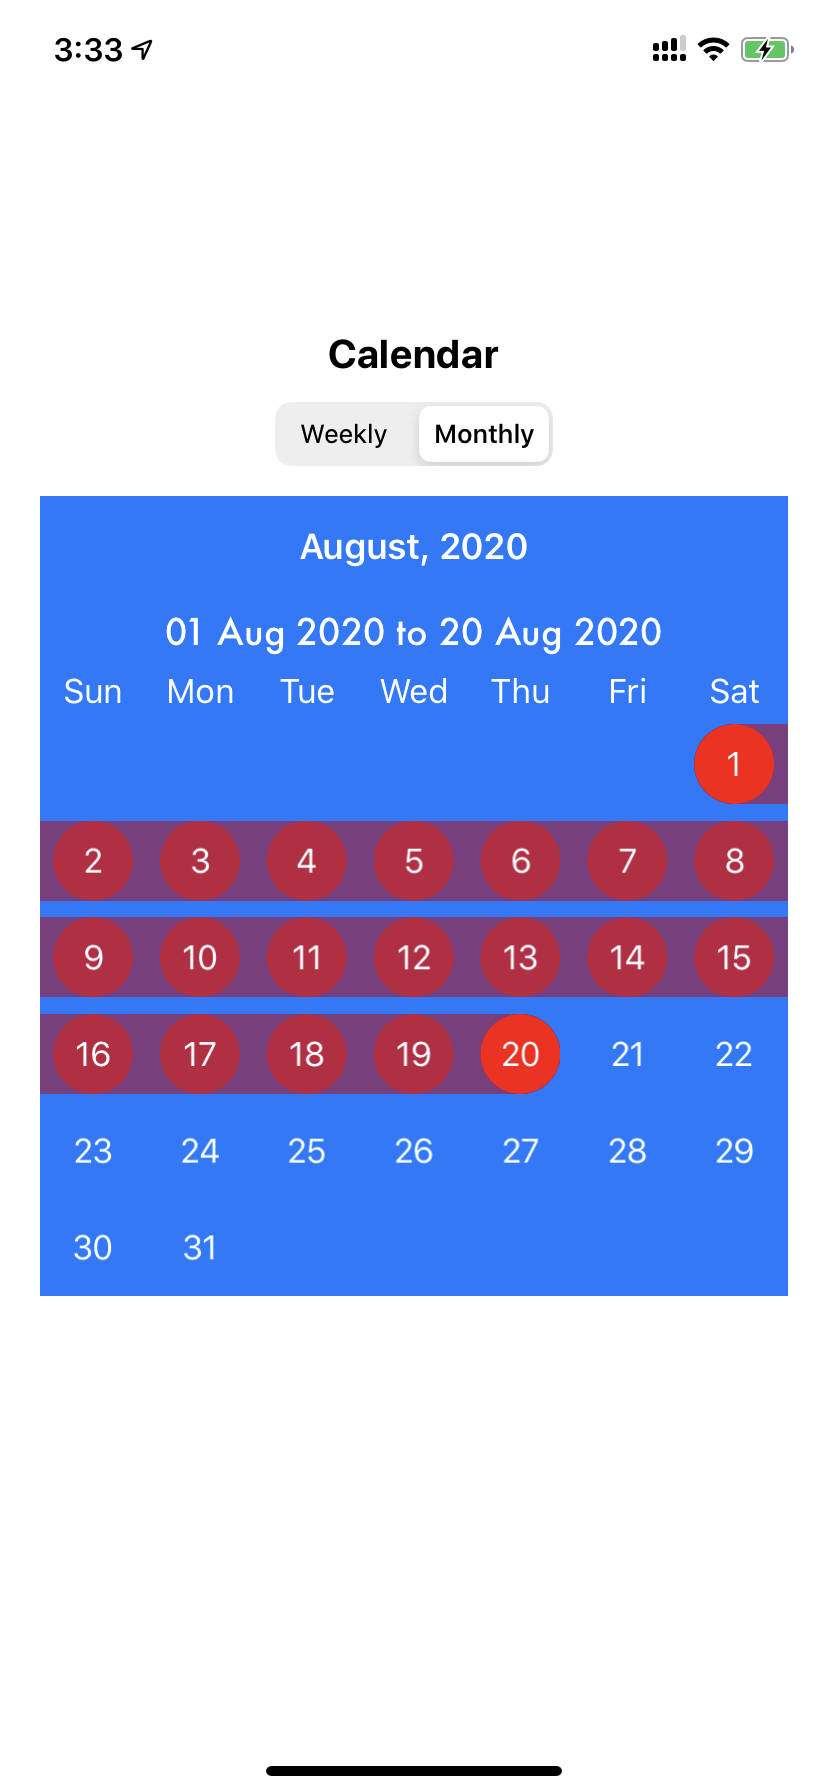 3:33
Calendar
Weekly Monthly
August, 2020
01 Aug 2020 to 20 Aug 2020
Sun Mon Tue Wed Thu Fri Sat
1
2 3 4 5 6 7 8
9 10 11 12 13 14 15
16 17 18 19 20 21 22
23 24 25 26 27 28 29
30 31